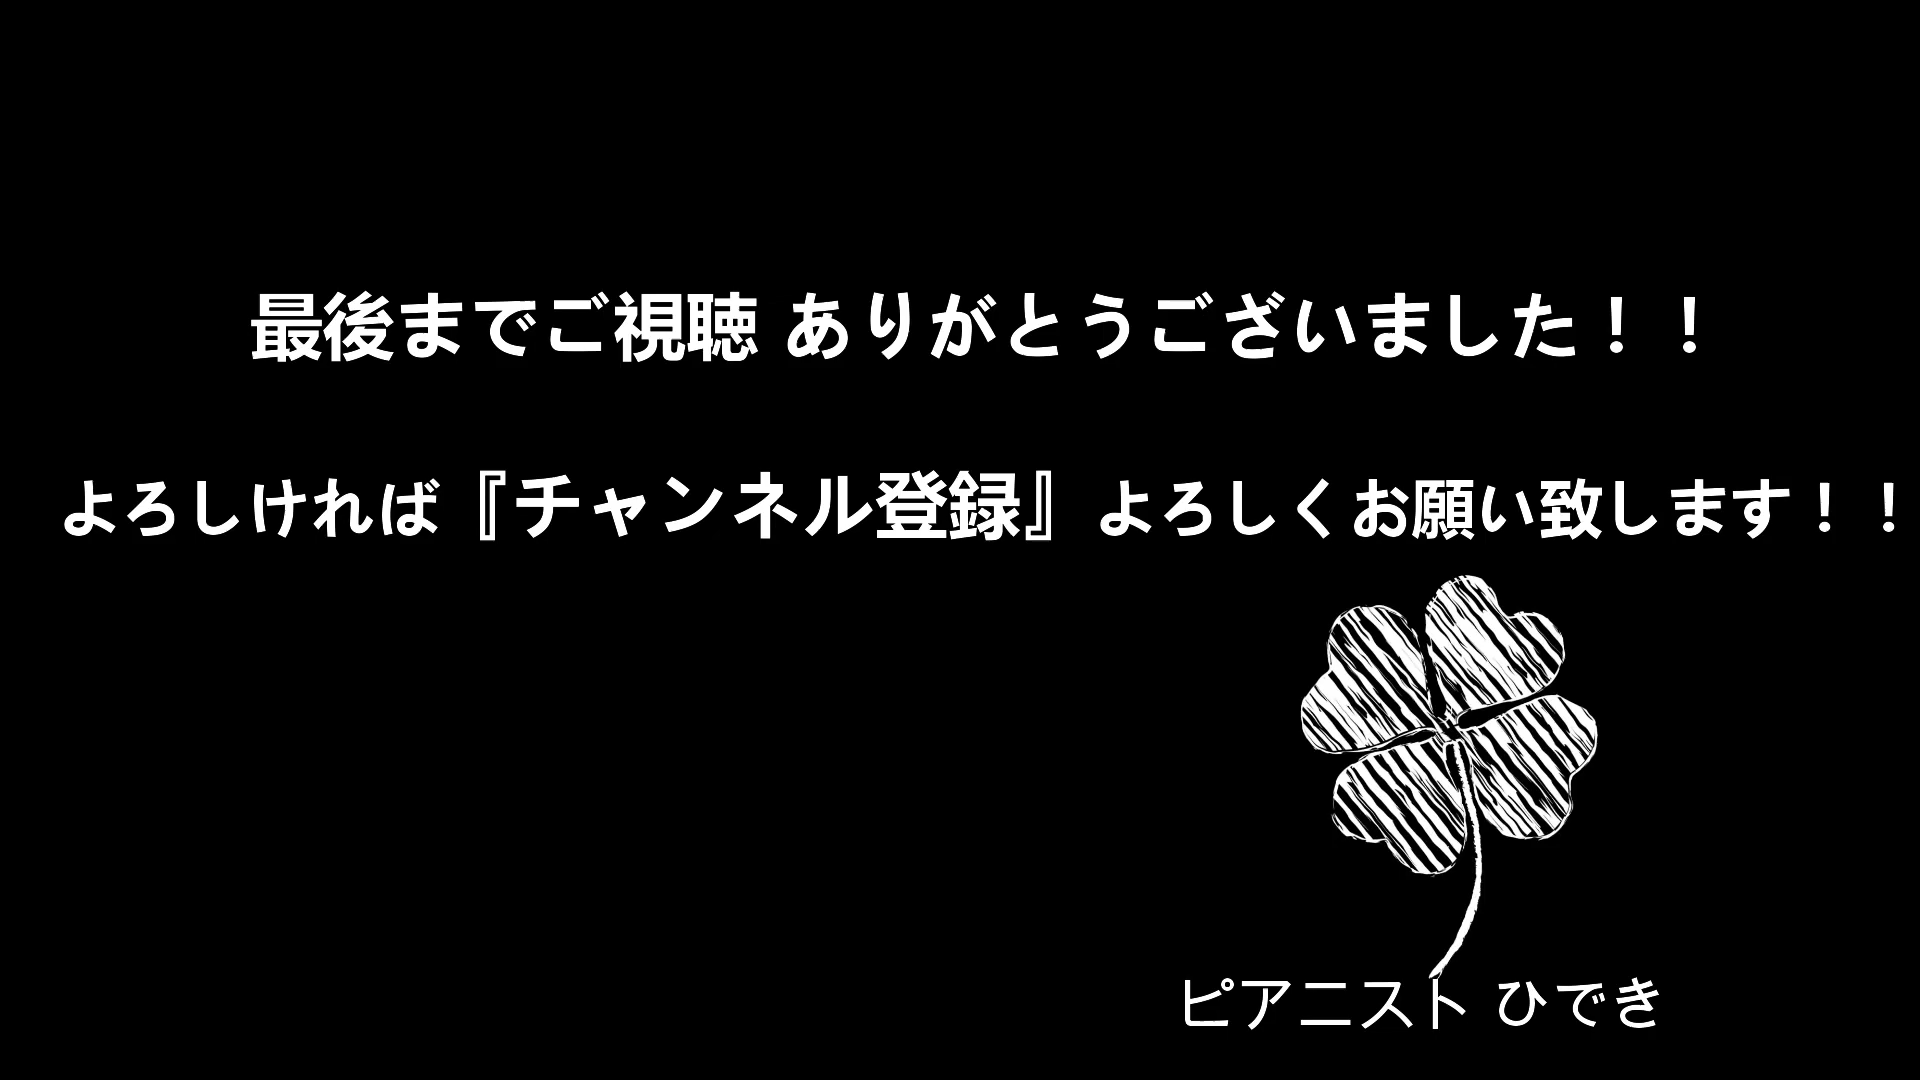 最後までご視聴 ありがとうございました！！
よろしければ『チャンネル登録』よろしくお願い致します！！
ピアニスト ひでき